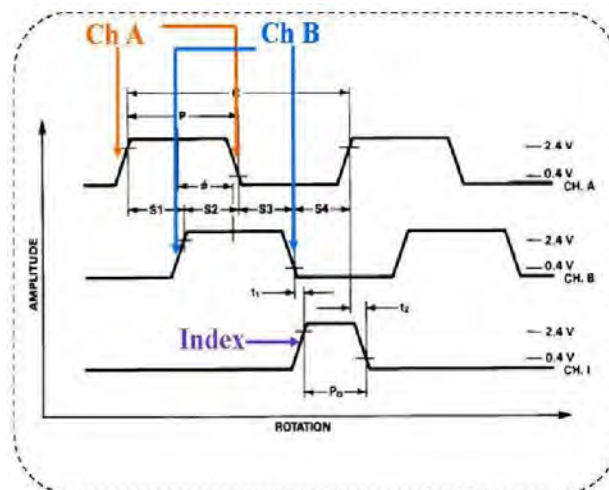 Ch A
Ch B
P
ϕ
S1 S2 S3 S4
2.4 V
0.4 V
CH. A
2.4 V
0.4 V
CH. B
t₁
t₂
Index
2.4 V
0.4 V
CH. I
P₀
AMPLITUDE
ROTATION